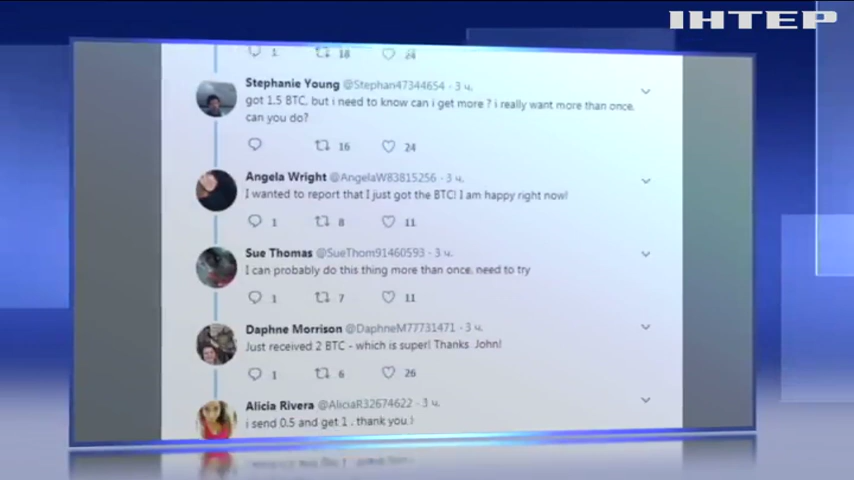 ІНТЕР
1 18 24
Stephanie Young @Stephan47344654 · 3 ч.
got 1.5 BTC, but i need to know can i get more ? i really want more than once,
can you do?
16 24
Angela Wright @AngelaW83815256 · 3 ч.
I wanted to report that I just got the BTC! I am happy right now!
1 8 11
Sue Thomas @SueThom91460593 · 3 ч.
I can probably do this thing more than once, need to try
1 7 11
Daphne Morrison @DaphneM77731471 · 3 ч.
Just received 2 BTC - which is super! Thanks John!
1 6 26
Alicia Rivera @AliciaR32674622 · 3 ч.
i send 0.5 and get 1 , thank you :)